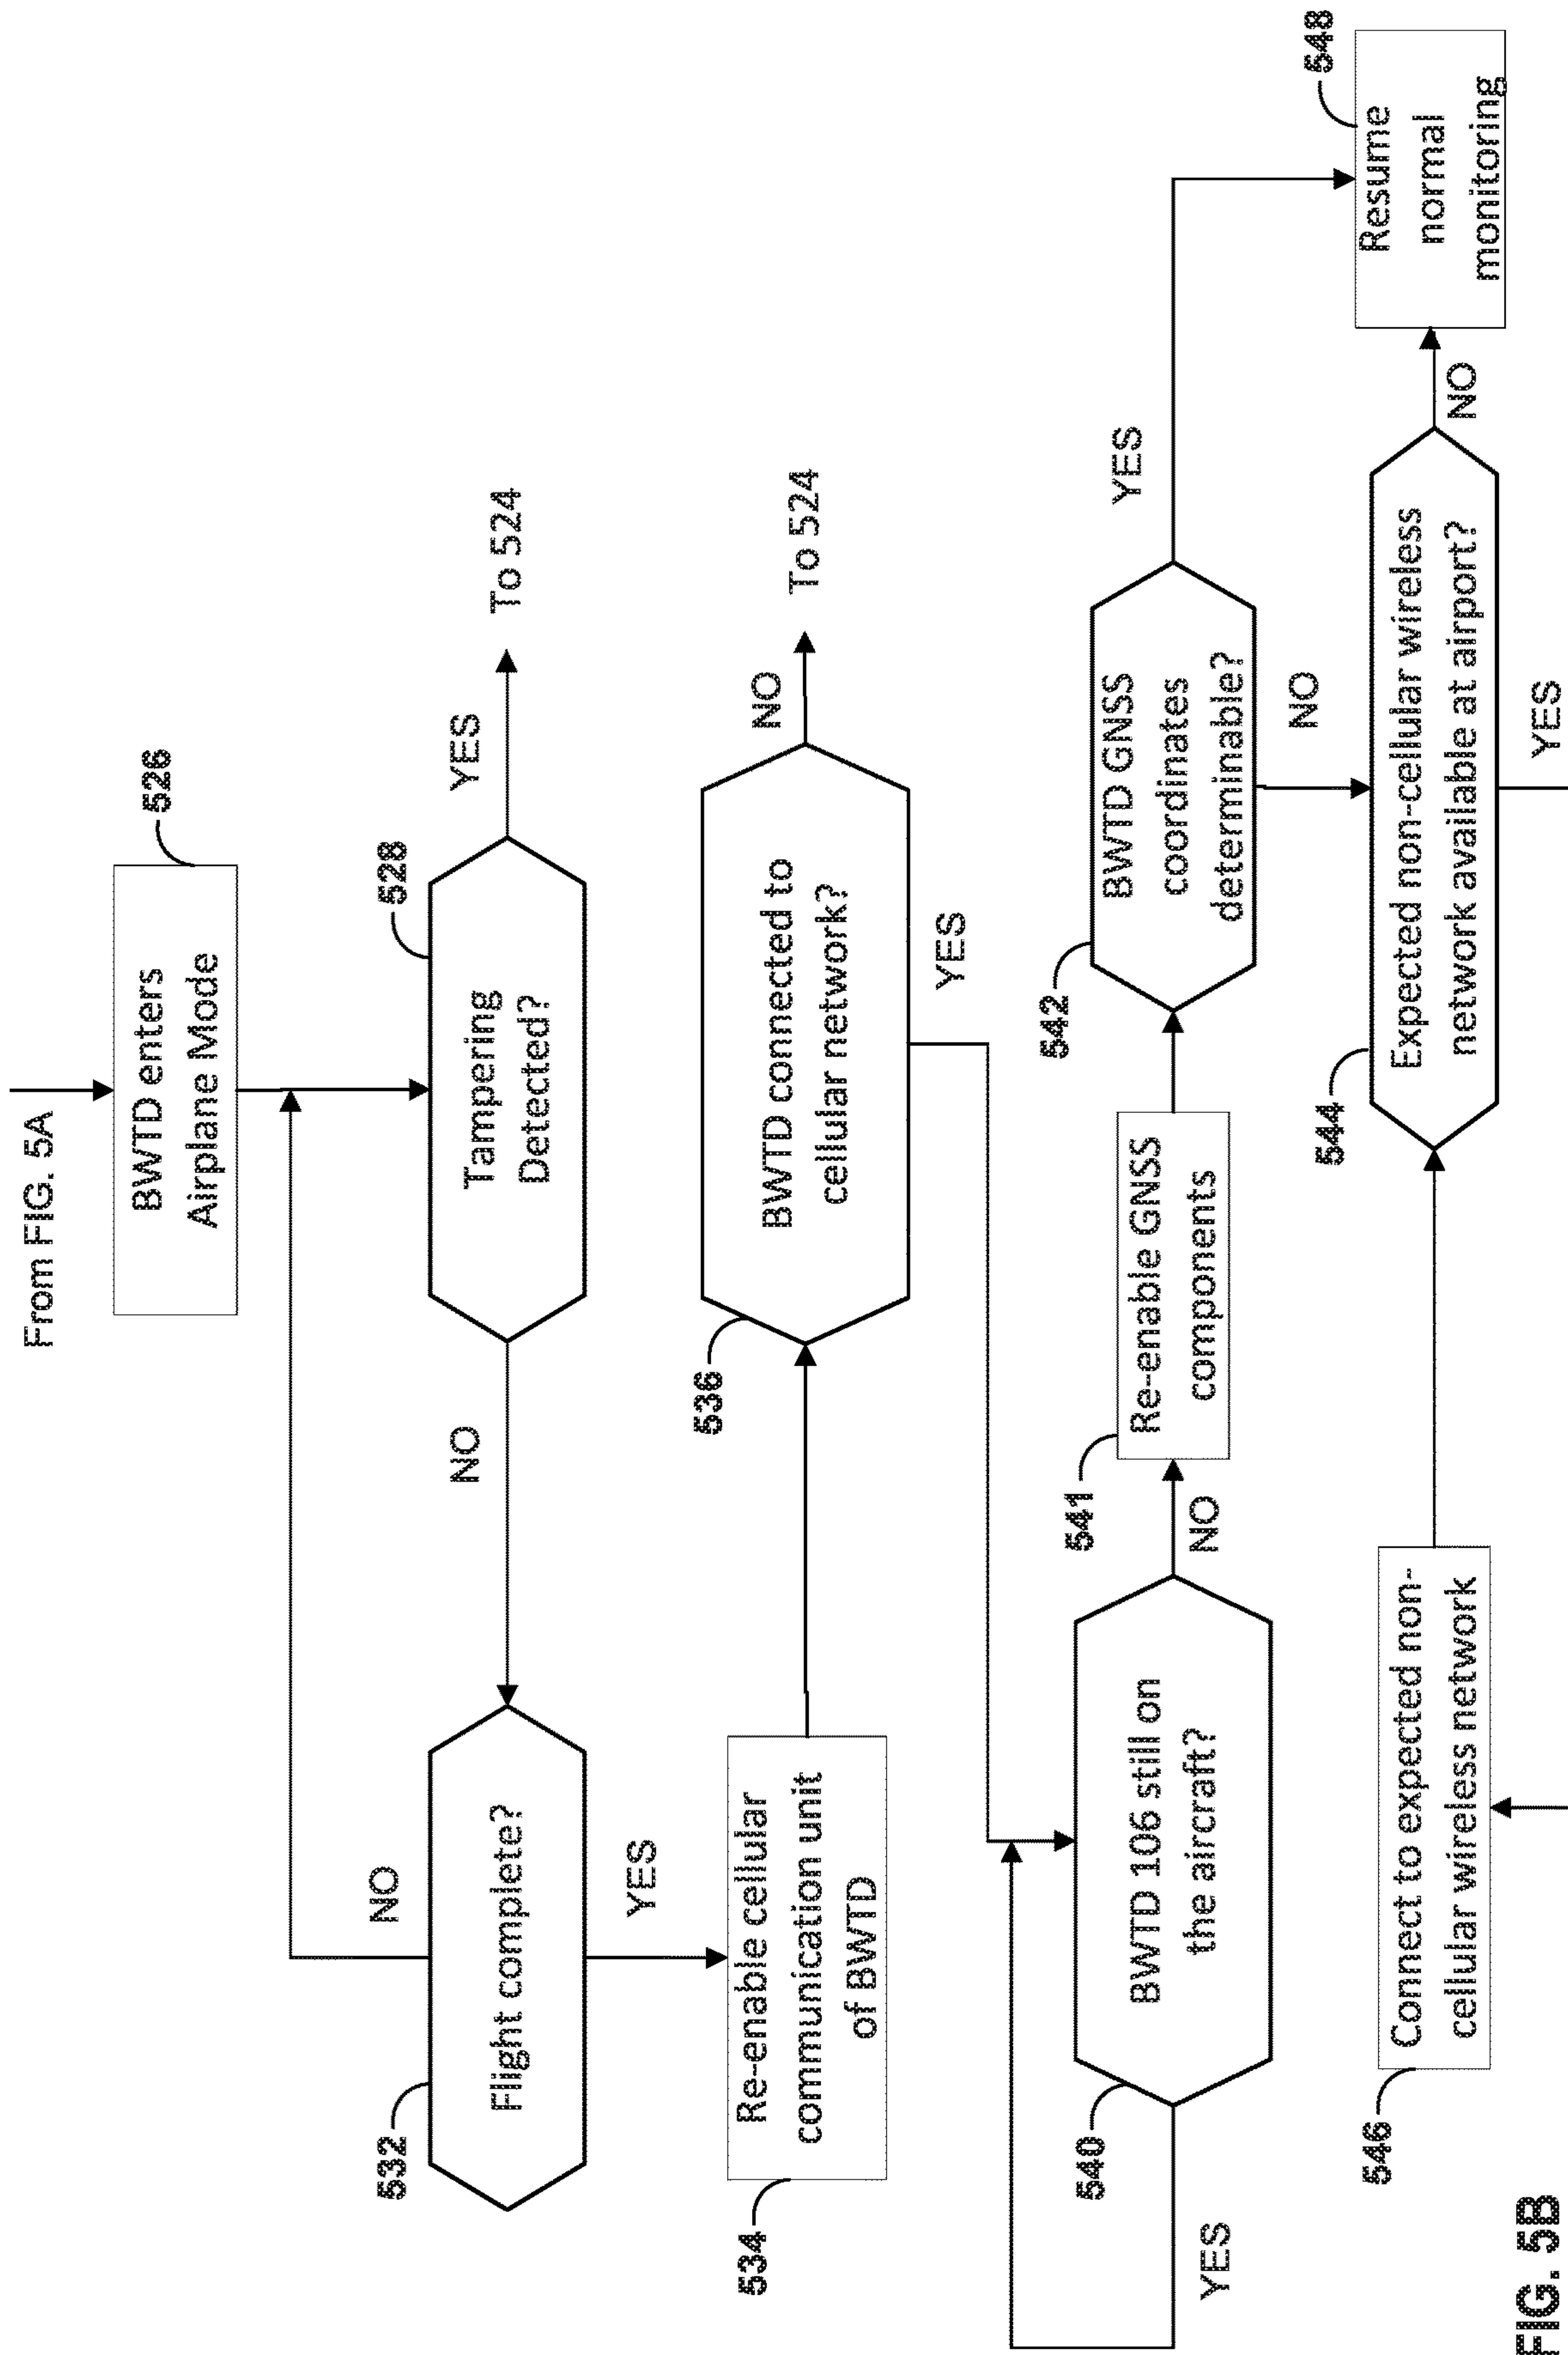 From FIG. 5A
526
BWTD enters
Airplane Mode
528
Tampering
Detected?
YES
To 524
NO
532
Flight complete?
NO
YES
534
Re-enable cellular
communication unit
of BWTD
536
BWTD connected to
cellular network?
NO
To 524
YES
540
BWTD 106 still on
the aircraft?
YES
NO
541
Re-enable GNSS
components
542
BWTD GNSS
coordinates
determinable?
YES
NO
544
Expected non-cellular wireless
network available at airport?
NO
YES
546
Connect to expected non-
cellular wireless network
548
Resume
normal
monitoring
FIG. 5B